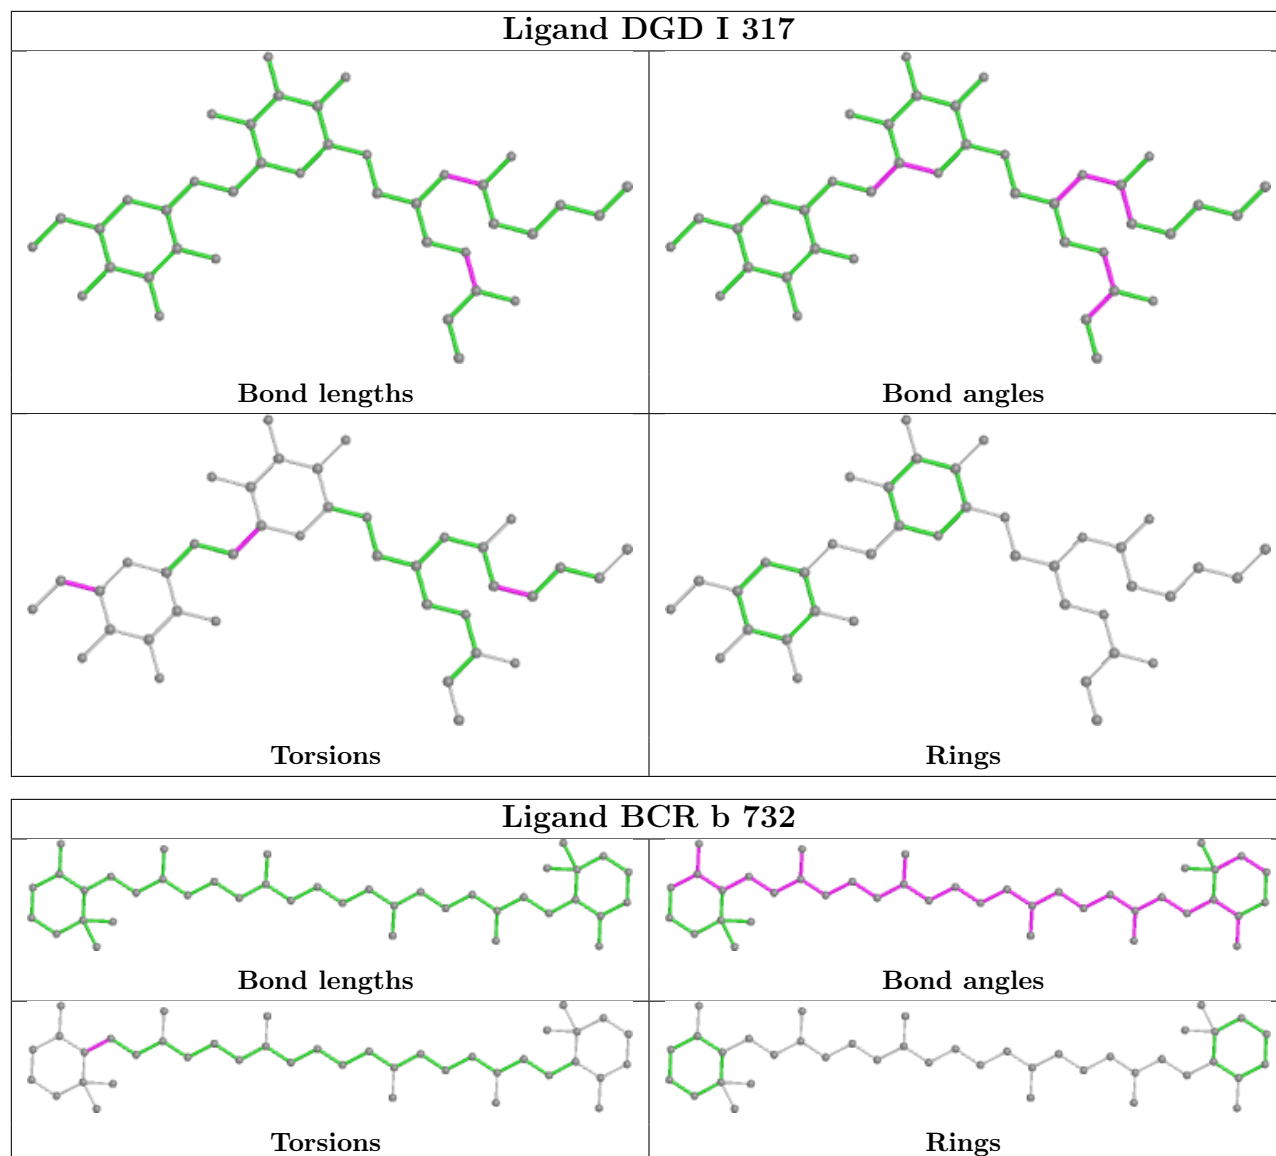 Ligand DGD I 317
Bond lengths
Bond angles
Torsions
Rings
Ligand BCR b 732
Bond lengths
Bond angles
Torsions
Rings